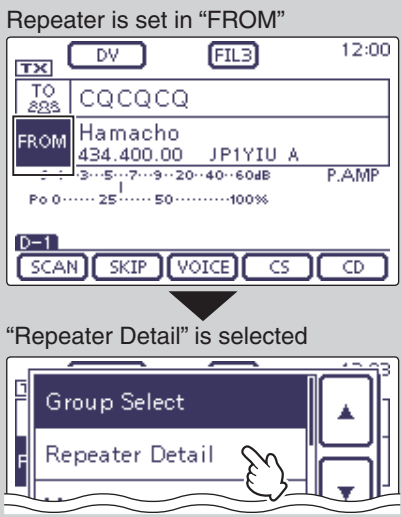 Repeater is set in “FROM”
DV FIL3 12:00
TX
TO CQCQCQ
FROM Hamacho
434.400.00 JP1YIU A
3 5 7 9 20 40 60dB P.AMP
Po 0 25 50 100%
D-1
SCAN SKIP VOICE CS CD
“Repeater Detail” is selected
Group Select
Repeater Detail